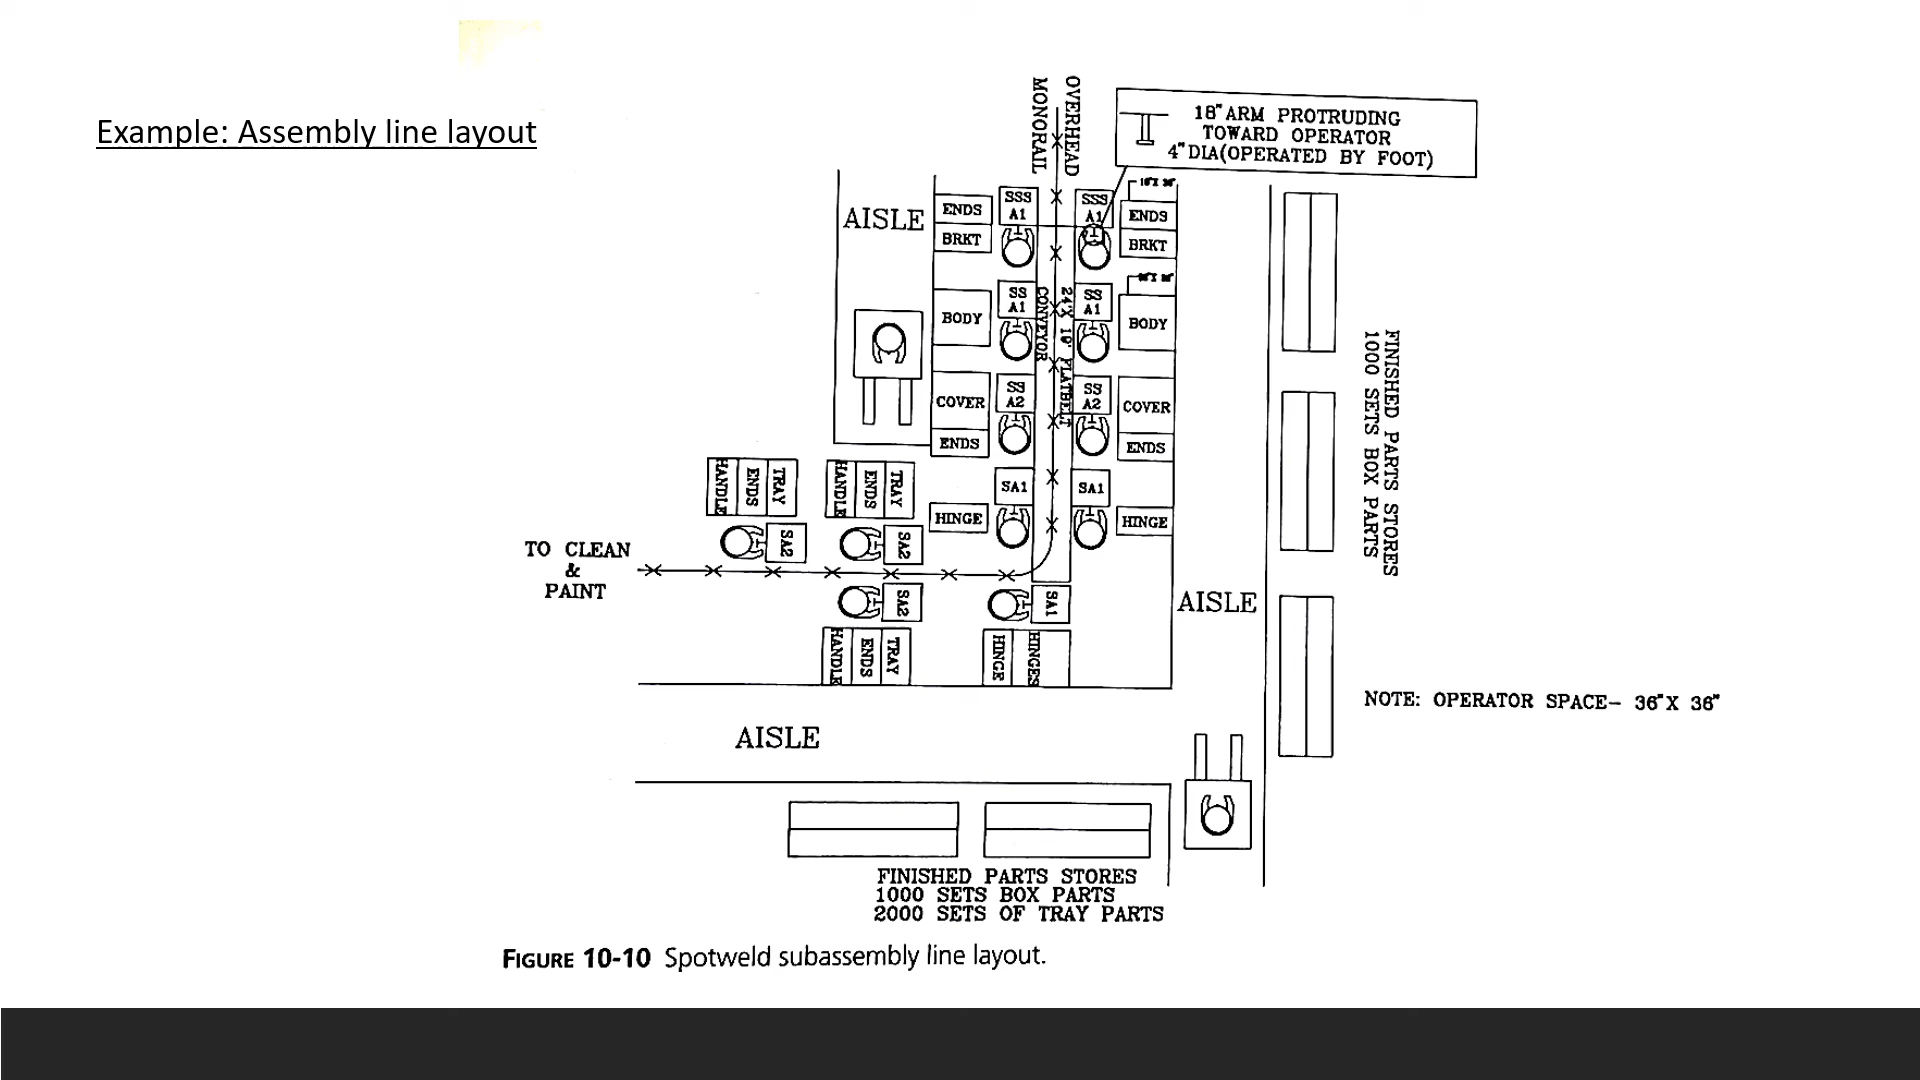 Example: Assembly line layout
OVERHEAD
MONORAIL
18" ARM PROTRUDING
TOWARD OPERATOR
4" DIA(OPERATED BY FOOT)
AISLE
ENDS
BRKT
SSS
A1
SSS
A1
ENDS
BRKT
BODY
SS
A1
CONVEYOR
FLATBELT
SS
A1
BODY
COVER
ENDS
SS
A2
SS
A2
COVER
ENDS
HANDLE
ENDS
TRAY
HANDLE
ENDS
TRAY
SA1
SA1
HINGE
HINGE
SA2
SA2
TO CLEAN
&
PAINT
SA2
SA1
HANDLE
ENDS
TRAY
HINGE
HINGES
AISLE
FINISHED PARTS STORES
1000 SETS BOX PARTS
NOTE: OPERATOR SPACE- 36"X 36"
AISLE
FINISHED PARTS STORES
1000 SETS BOX PARTS
2000 SETS OF TRAY PARTS
FIGURE 10-10 Spotweld subassembly line layout.